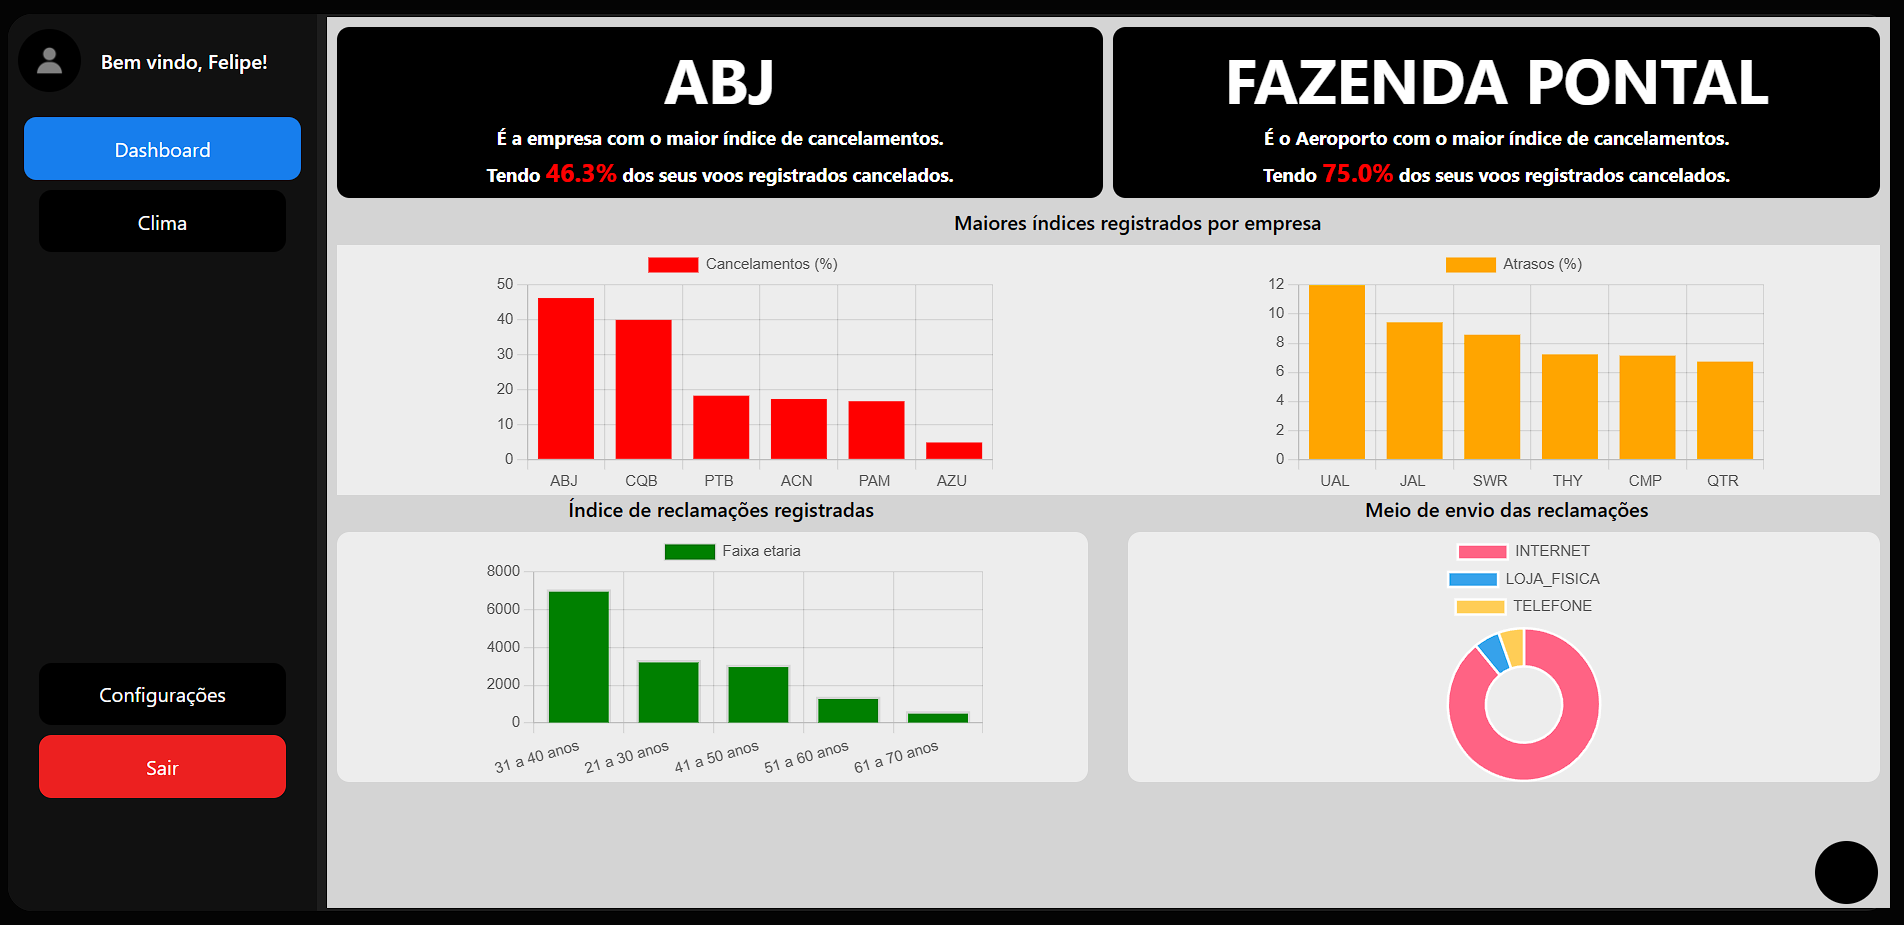 Bem vindo, Felipe!
Dashboard
Clima
Configurações
Sair
ABJ
É a empresa com o maior índice de cancelamentos.
Tendo 46.3% dos seus voos registrados cancelados.
FAZENDA PONTAL
É o Aeroporto com o maior índice de cancelamentos.
Tendo 75.0% dos seus voos registrados cancelados.
Maiores índices registrados por empresa
Cancelamentos (%)
50
40
30
20
10
0
ABJ CQB PTB ACN PAM AZU
Atrasos (%)
12
10
8
6
4
2
0
UAL JAL SWR THY CMP QTR
Índice de reclamações registradas
Faixa etaria
8000
6000
4000
2000
0
31 a 40 anos 21 a 30 anos 41 a 50 anos 51 a 60 anos 61 a 70 anos
Meio de envio das reclamações
INTERNET
LOJA_FISICA
TELEFONE